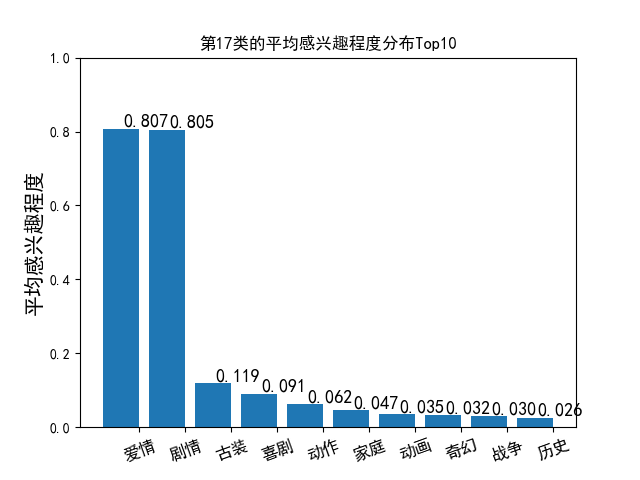 第17类的平均感兴趣程度分布Top10
平均感兴趣程度
1.0
0.8
0.6
0.4
0.2
0.0
0.807
0.805
0.119
0.091
0.062
0.047
0.035
0.032
0.030
0.026
爱情
剧情
古装
喜剧
动作
家庭
动画
奇幻
战争
历史